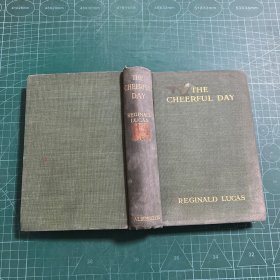 THE
CHEERFUL
DAY
REGINALD
LUCAS
THE
CHEERFUL DAY
REGINALD LUCAS